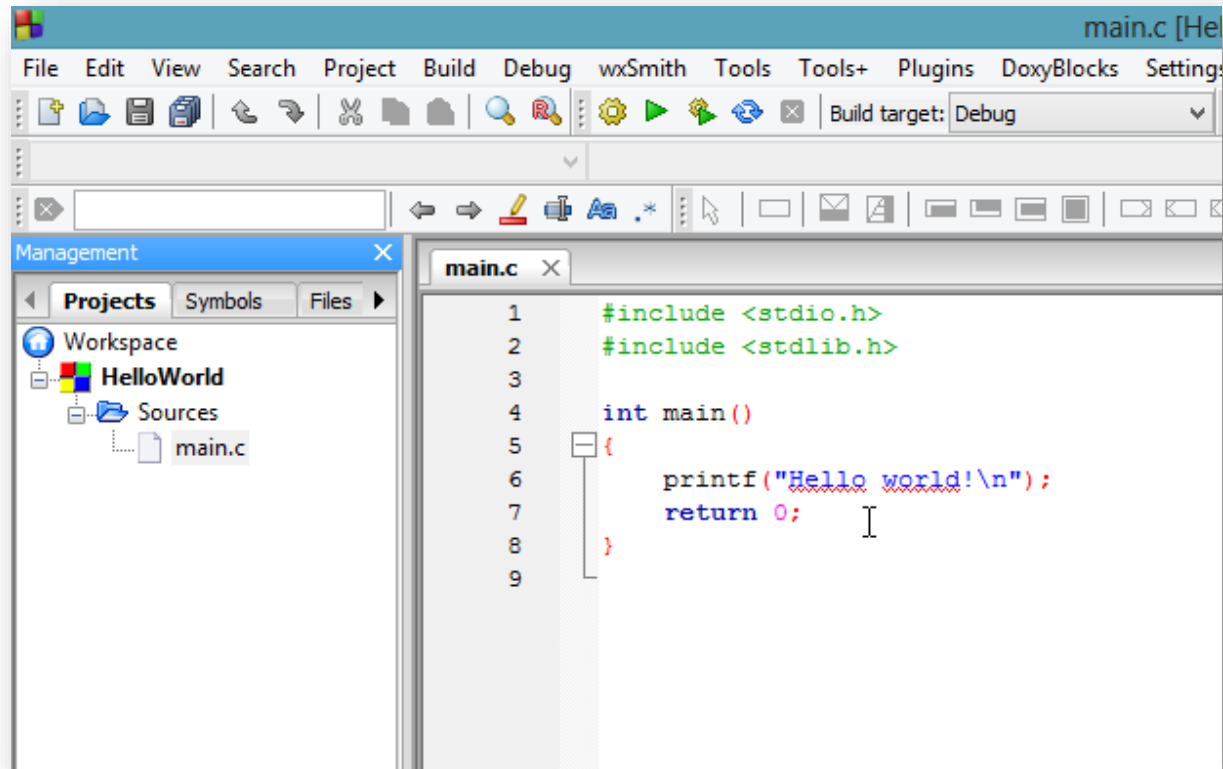 main.c [Hel
File Edit View Search Project Build Debug wxSmith Tools Tools+ Plugins DoxyBlocks Settings
Build target: Debug
Management
main.c
Projects Symbols Files
Workspace
HelloWorld
Sources
main.c
1 #include <stdio.h>
2 #include <stdlib.h>
3
4 int main()
5 {
6 printf("Hello world!\n");
7 return 0;
8 }
9